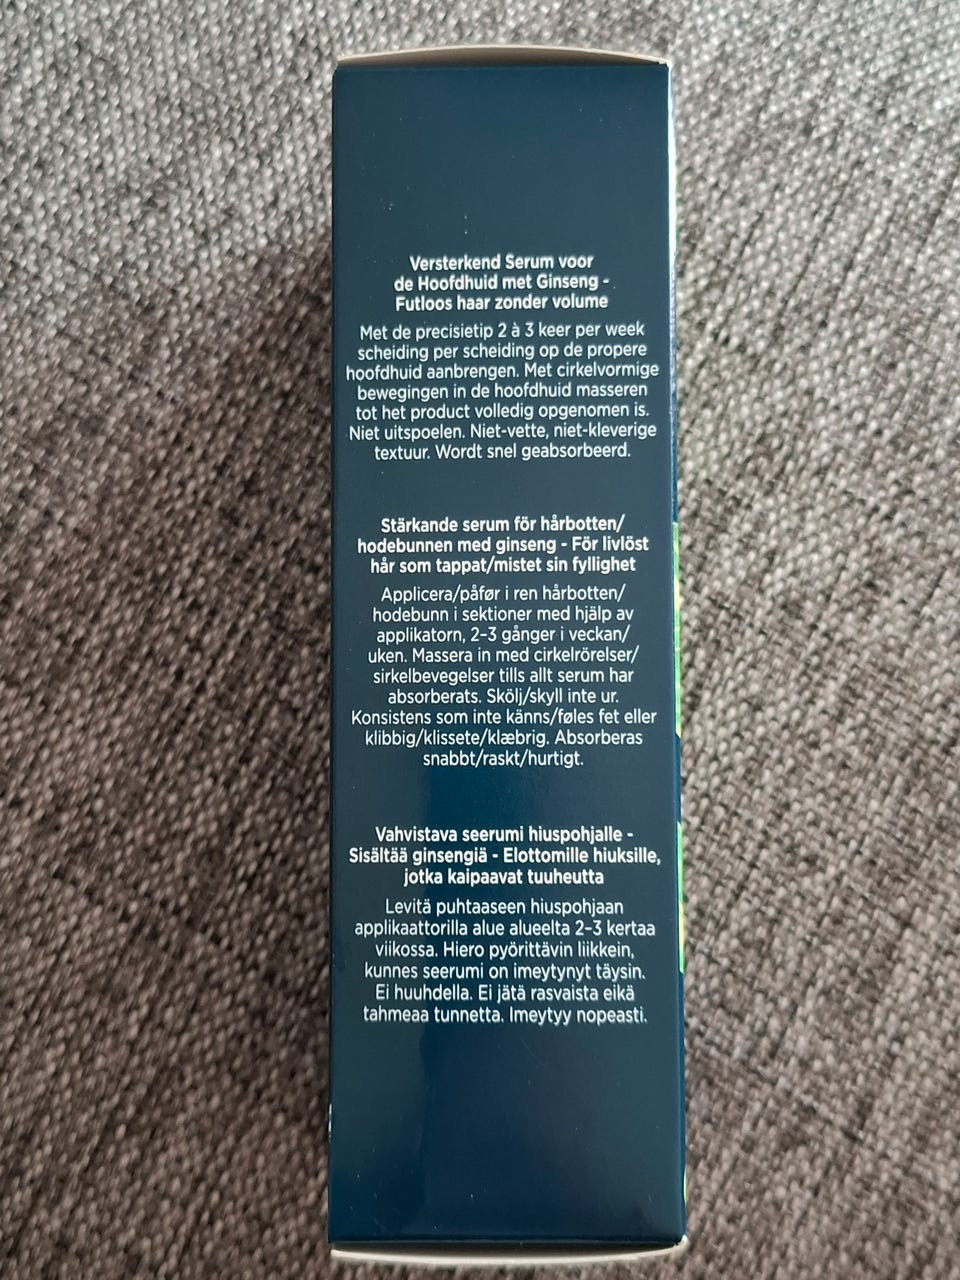 Versterkend Serum voor
de Hoofdhuid met Ginseng -
Futloos haar zonder volume
Met de precisietip 2 à 3 keer per week
scheiding per scheiding op de propere
hoofdhuid aanbrengen. Met cirkelvormige
bewegingen in de hoofdhuid masseren
tot het product volledig opgenomen is.
Niet uitspoelen. Niet-vette, niet-kleverige
textuur. Wordt snel geabsorbeerd.
Stärkande serum för hårbotten/
hodebunnen med ginseng - För livlöst
hår som tappat/mistet sin fyllighet
Applicera/påfør i ren hårbotten/
hodebunn i sektioner med hjälp av
applikatorn, 2-3 gånger i veckan/
uken. Massera in med cirkelrörelser/
sirkelbevegelser tills allt serum har
absorberats. Skölj/skyll inte ur.
Konsistens som inte känns/føles fet eller
klibbig/klissete/klæbrig. Absorberas
snabbt/raskt/hurtigt.
Vahvistava seerumi hiuspohjalle -
Sisältää ginsengiä - Elottomille hiuksille,
jotka kaipaavat tuuheutta
Levitä puhtaaseen hiuspohjaan
applikaattorilla alue alueelta 2-3 kertaa
viikossa. Hiero pyörittävin liikkein,
kunnes seerumi on imeytynyt täysin.
Ei huuhdella. Ei jätä rasvaista eikä
tahmeaa tunnetta. Imeytyy nopeasti.